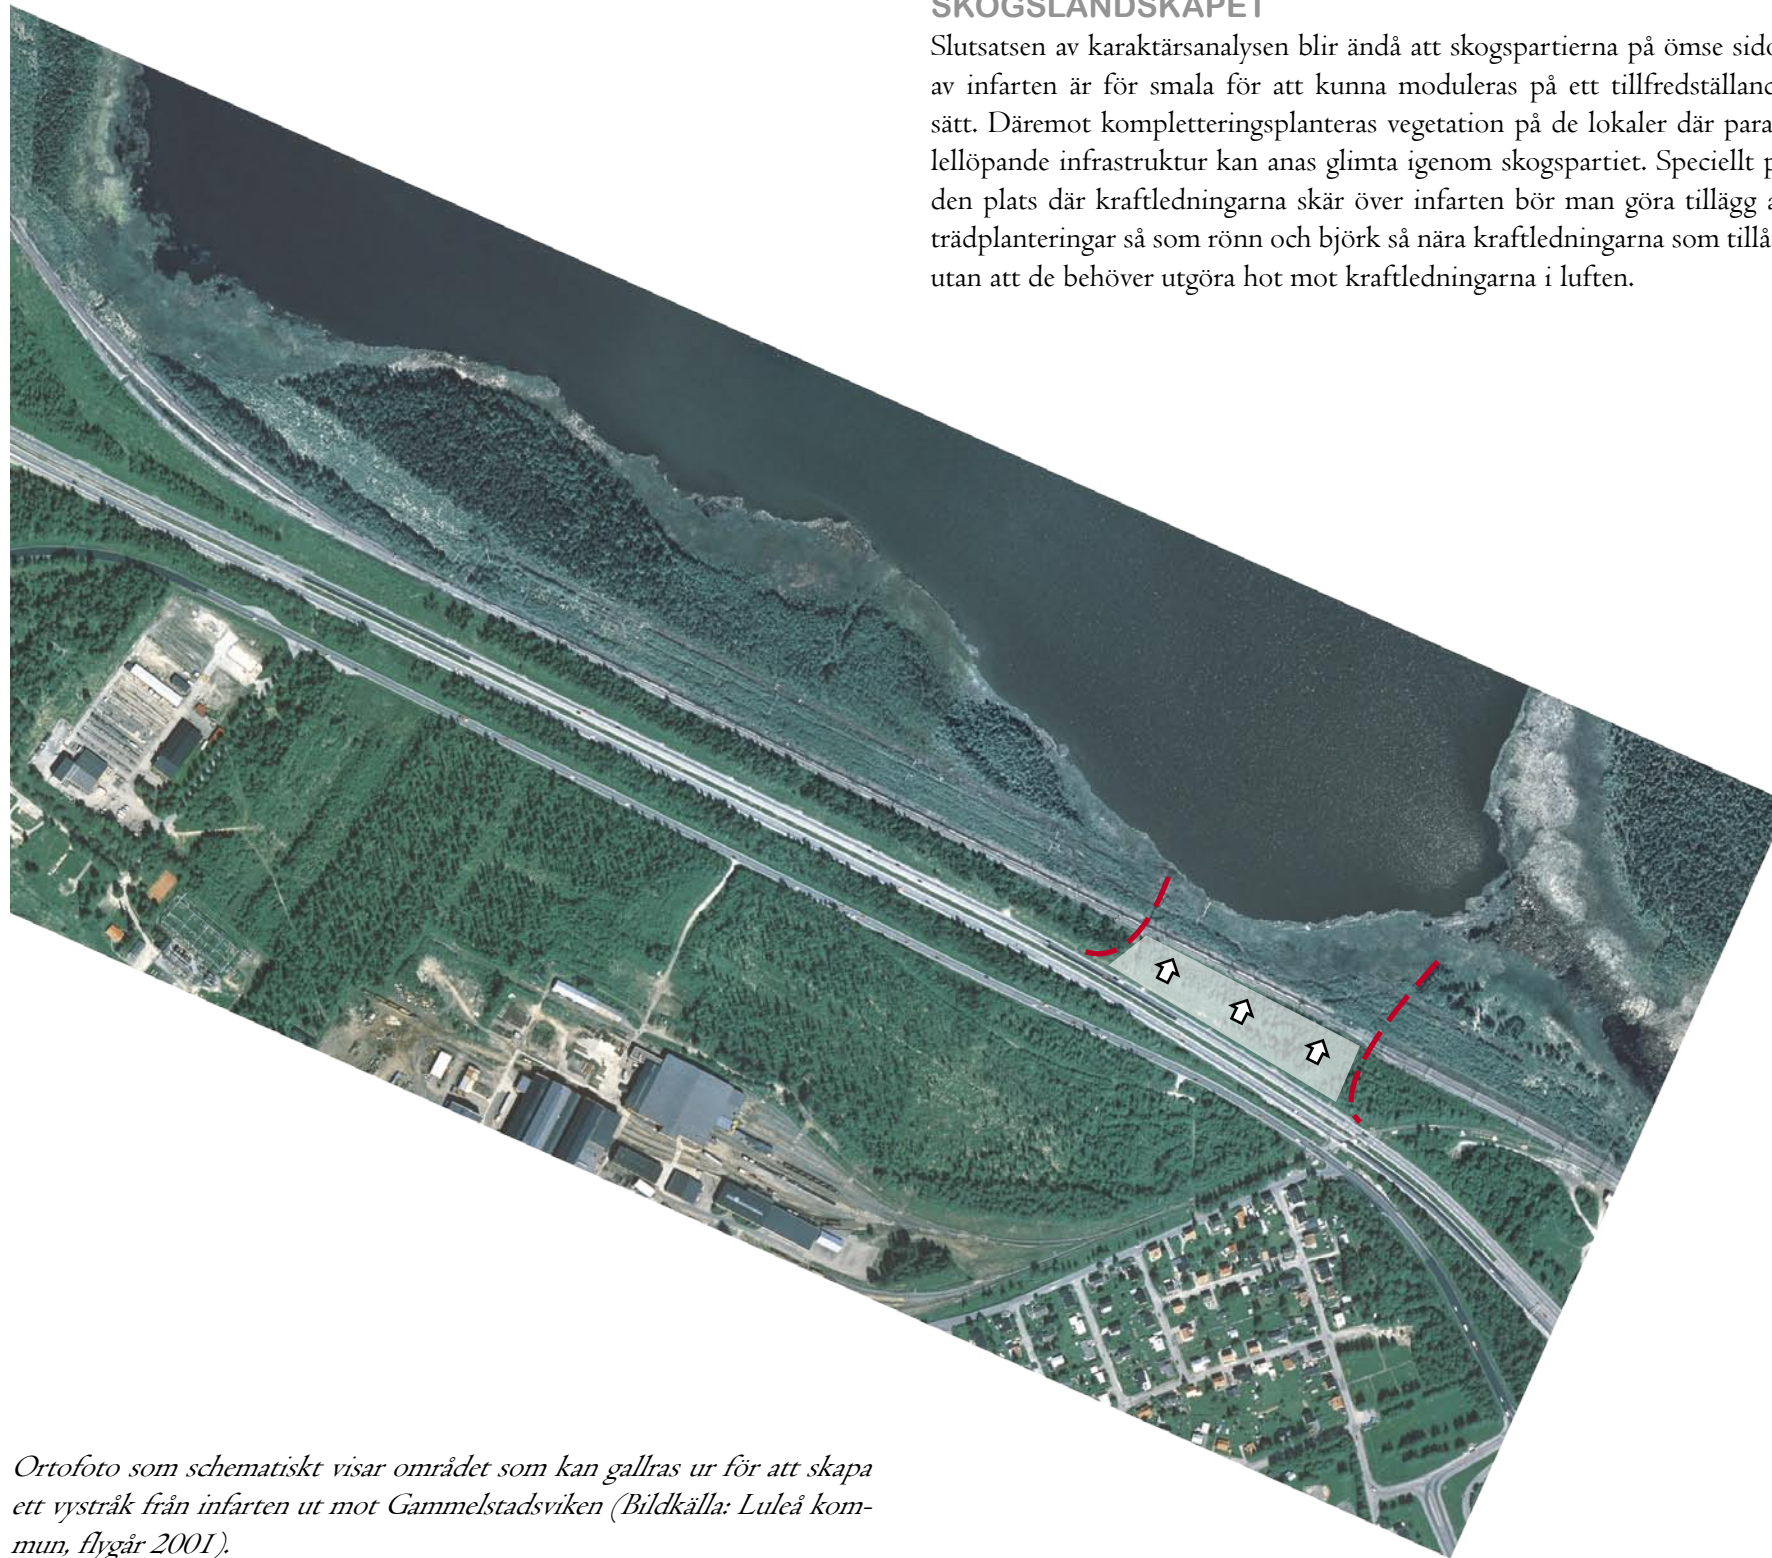 SKOGSLANDSKAPET
Slutsatsen av karaktärsanalysen blir ändå att skogspartierna på ömse
av infarten är för smala för att kunna moduleras på ett
sätt. Däremot kompletteringsplanteras vegetation på de lokaler där para
lellöpande infrastruktur kan anas glimta igenom skogspartiet. Speciellt
den plats där kraftledningarna skär över infarten bör man göra tillägg
trädplanteringar så som rönn och björk så nära kraftledningarna som
utan att de behöver utgöra hot mot kraftledningarna i luften.
Ortofoto som schematiskt visar området som kan gallras ur för att skapa
ett vystråk från infarten ut mot Gammelstadsviken (Bildkälla: Luleå kom-
mun, flygår 2001).